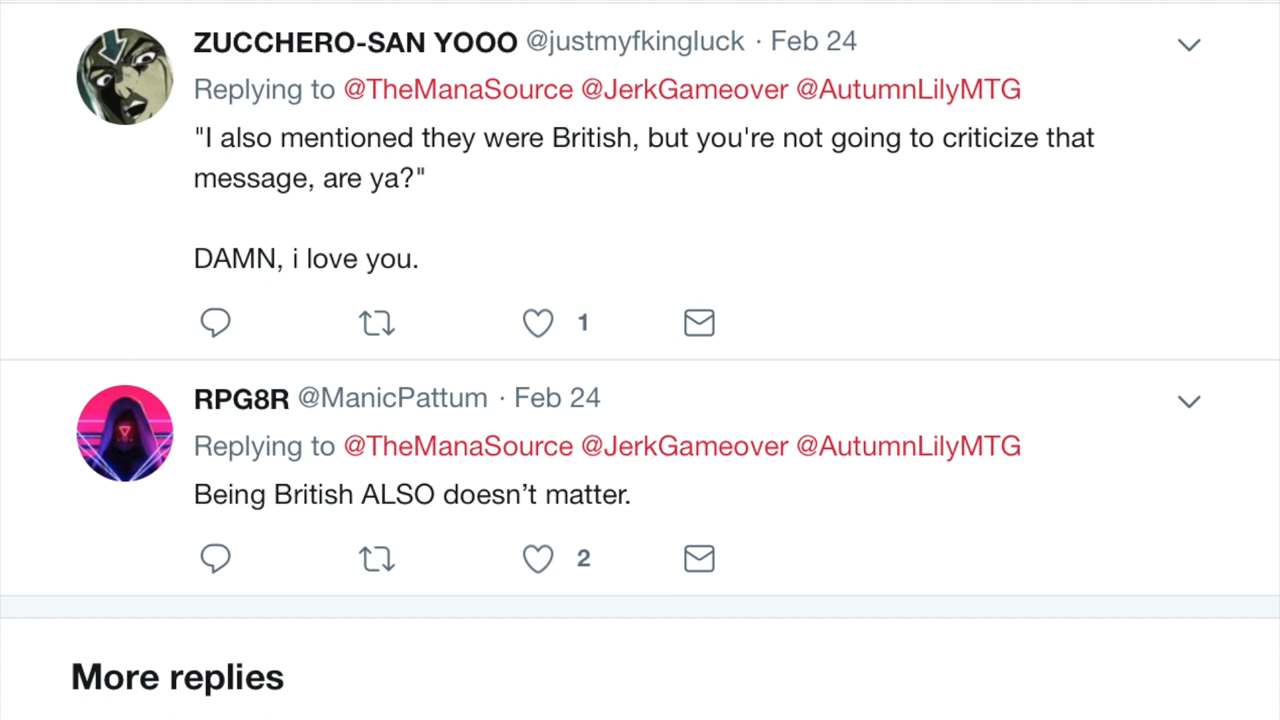 ZUCCHERO-SAN YOOO @justmyfkingluck · Feb 24
Replying to @TheManaSource @JerkGameover @AutumnLilyMTG
"I also mentioned they were British, but you're not going to criticize that
message, are ya?"
DAMN, i love you.
1
RPG8R @ManicPattum · Feb 24
Replying to @TheManaSource @JerkGameover @AutumnLilyMTG
Being British ALSO doesn’t matter.
2
More replies